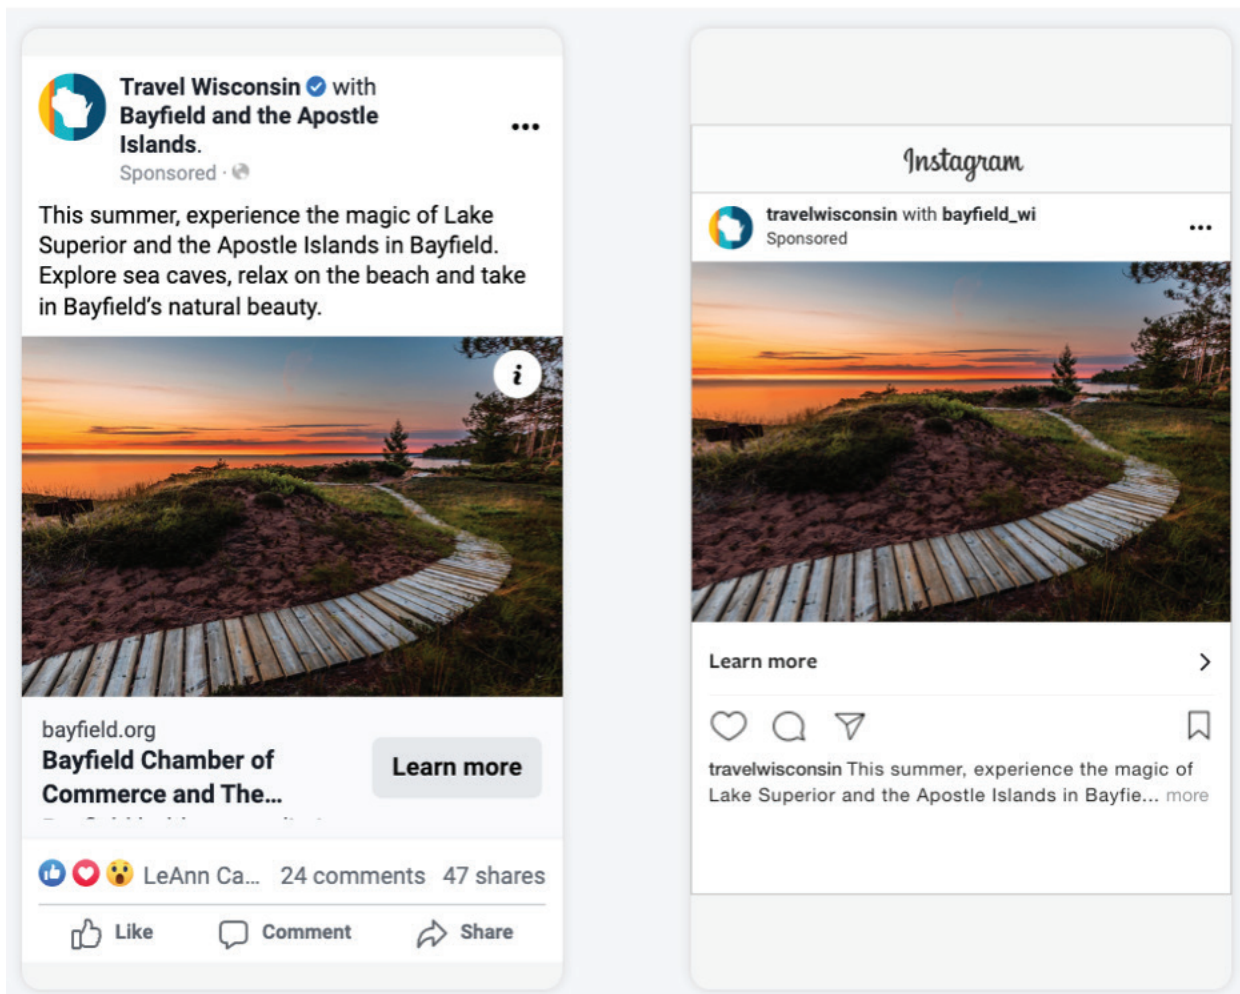 Travel Wisconsin with
Bayfield and the Apostle
Islands.
Sponsored ·
This summer, experience the magic of Lake
Superior and the Apostle Islands in Bayfield.
Explore sea caves, relax on the beach and take
in Bayfield's natural beauty.
i
bayfield.org
Bayfield Chamber of
Commerce and The...
Learn more
LeAnn Ca... 24 comments 47 shares
Like Comment Share
Instagram
travelwisconsin with bayfield_wi
Sponsored
Learn more
travelwisconsin This summer, experience the magic of
Lake Superior and the Apostle Islands in Bayfie... more